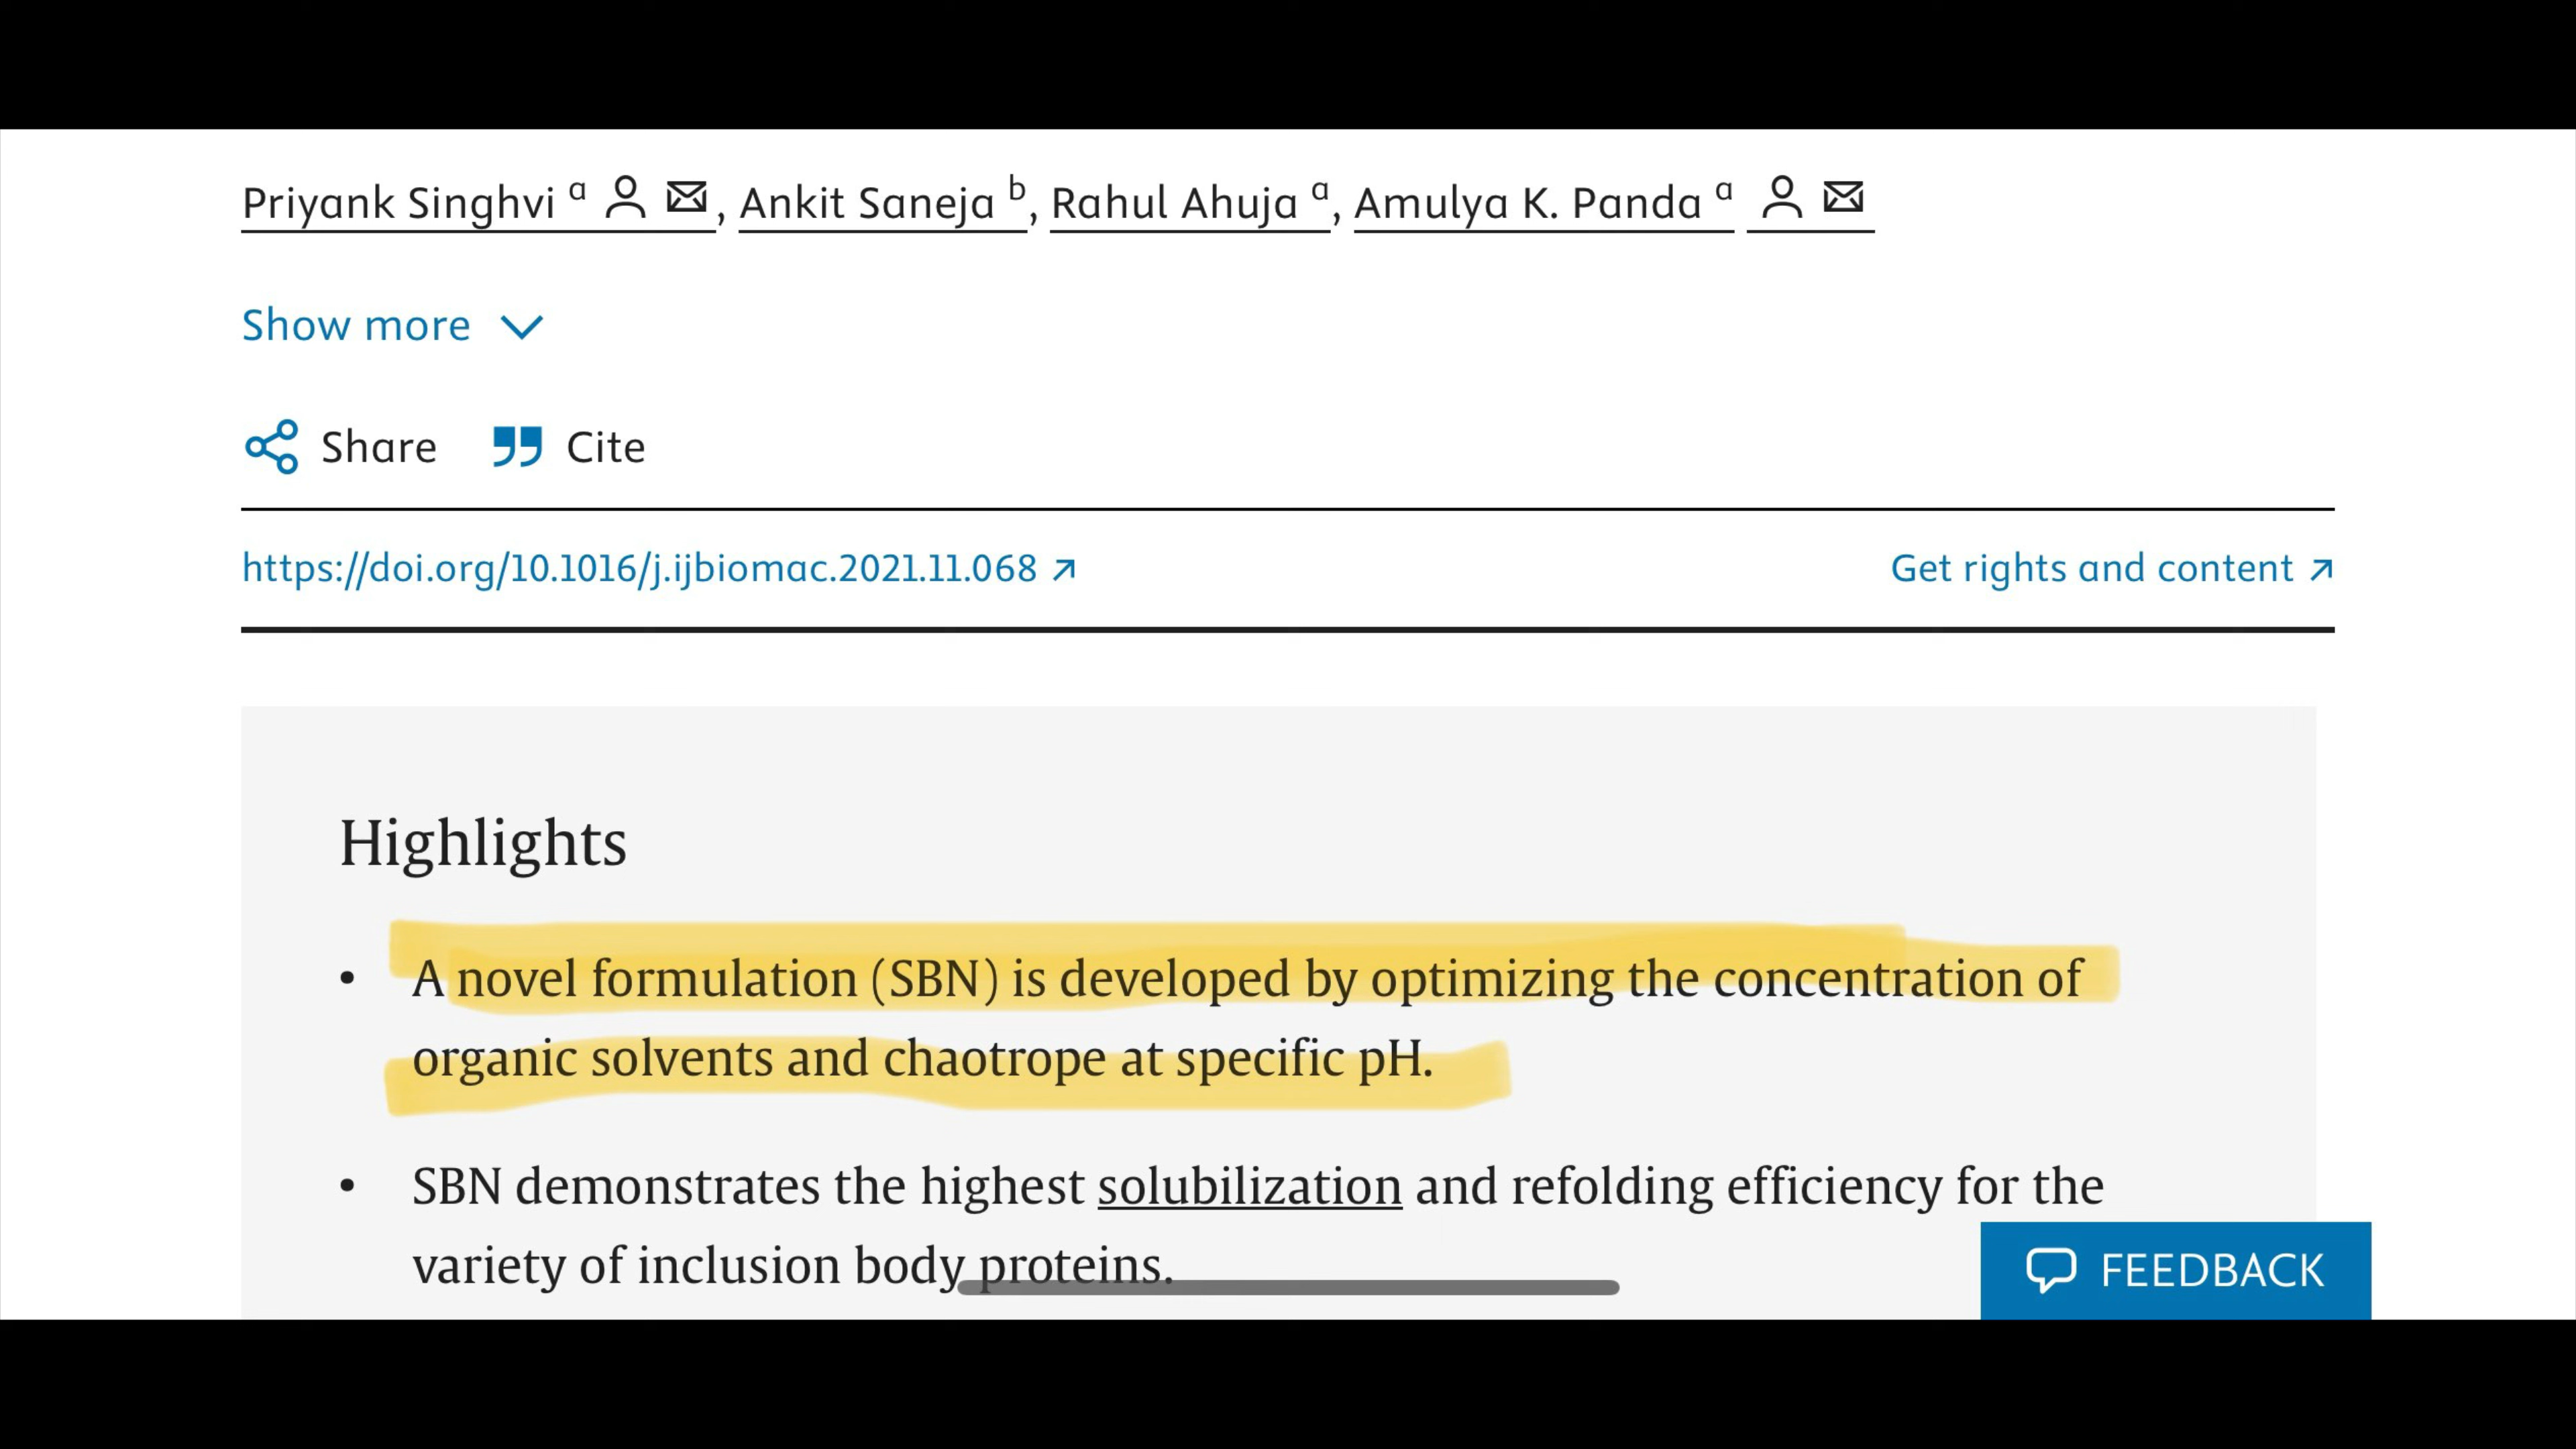 Priyank Singhvi a, Ankit Saneja b, Rahul Ahuja a, Amulya K. Panda a
Show more
Share Cite
https://doi.org/10.1016/j.ijbiomac.2021.11.068 Get rights and content
Highlights
• A novel formulation (SBN) is developed by optimizing the concentration of
organic solvents and chaotrope at specific pH.
• SBN demonstrates the highest solubilization and refolding efficiency for the
variety of inclusion body proteins.
FEEDBACK